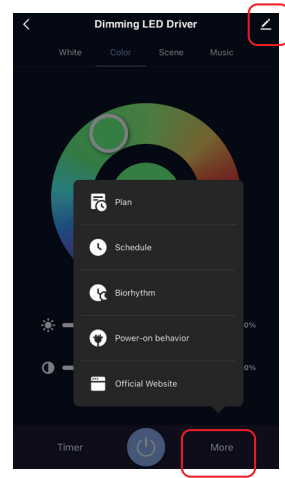 Dimming LED Driver
White Color Scene Music
Plan
Schedule
Biorhythm
0%
Power-on behavior
0%
Official Website
Timer More